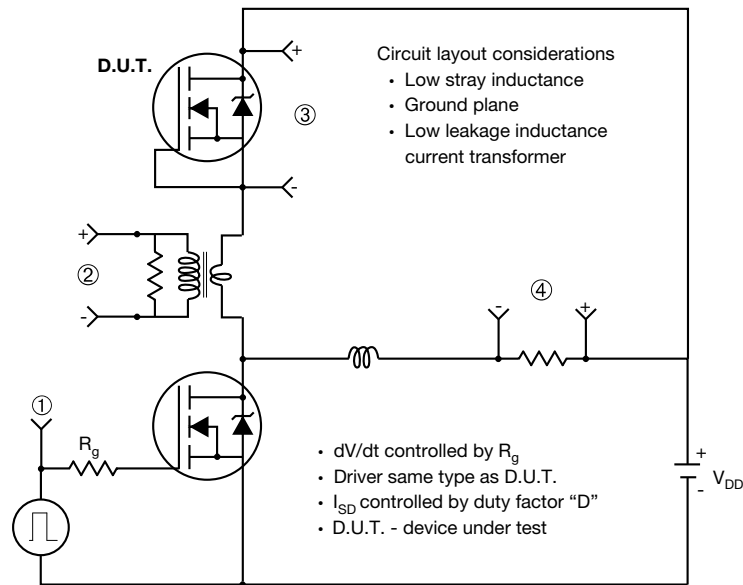 D.U.T.
+
Circuit layout considerations
• Low stray inductance
• Ground plane
• Low leakage inductance
current transformer
③
-
+
②
-
④
- +
①
R_g
• dV/dt controlled by R_g
• Driver same type as D.U.T.
• I_SD controlled by duty factor “D”
• D.U.T. - device under test
+
V_DD
-